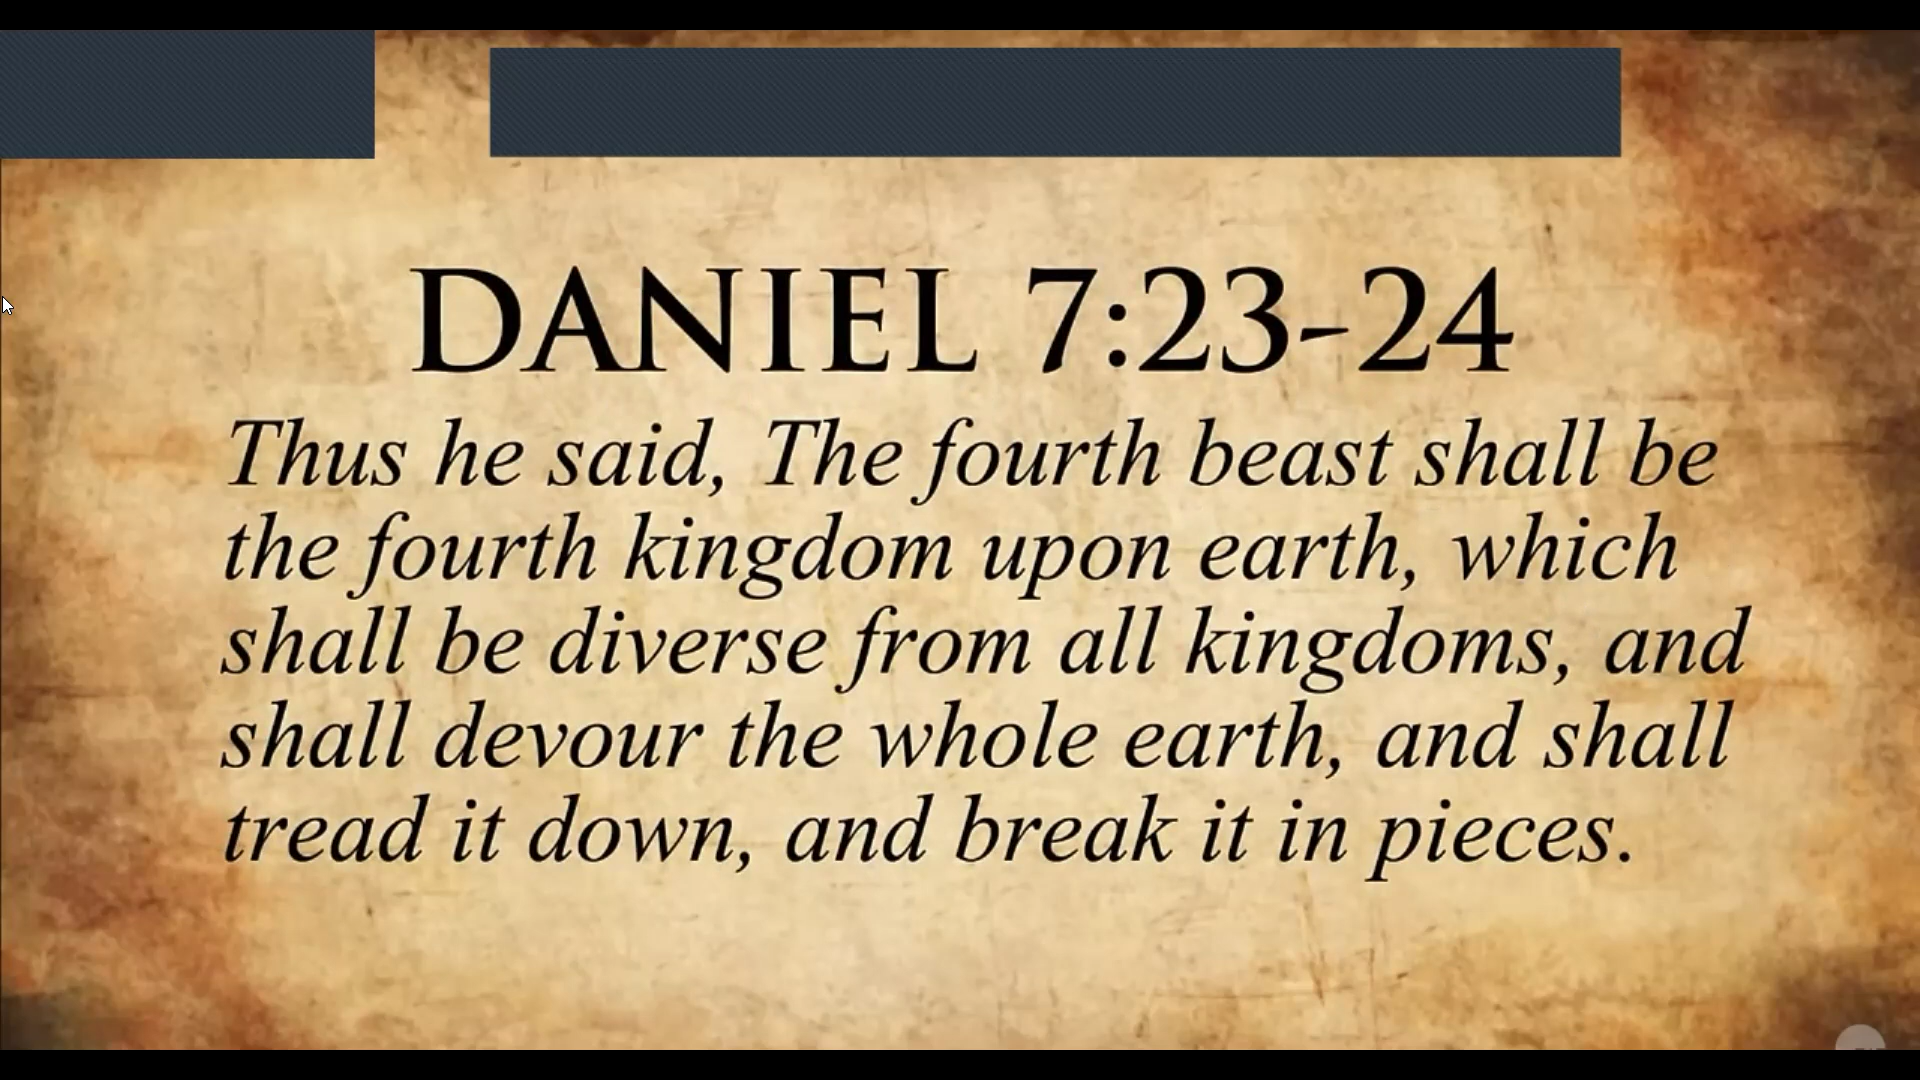 DANIEL 7:23-24
Thus he said, The fourth beast shall be
the fourth kingdom upon earth, which
shall be diverse from all kingdoms, and
shall devour the whole earth, and shall
tread it down, and break it in pieces.